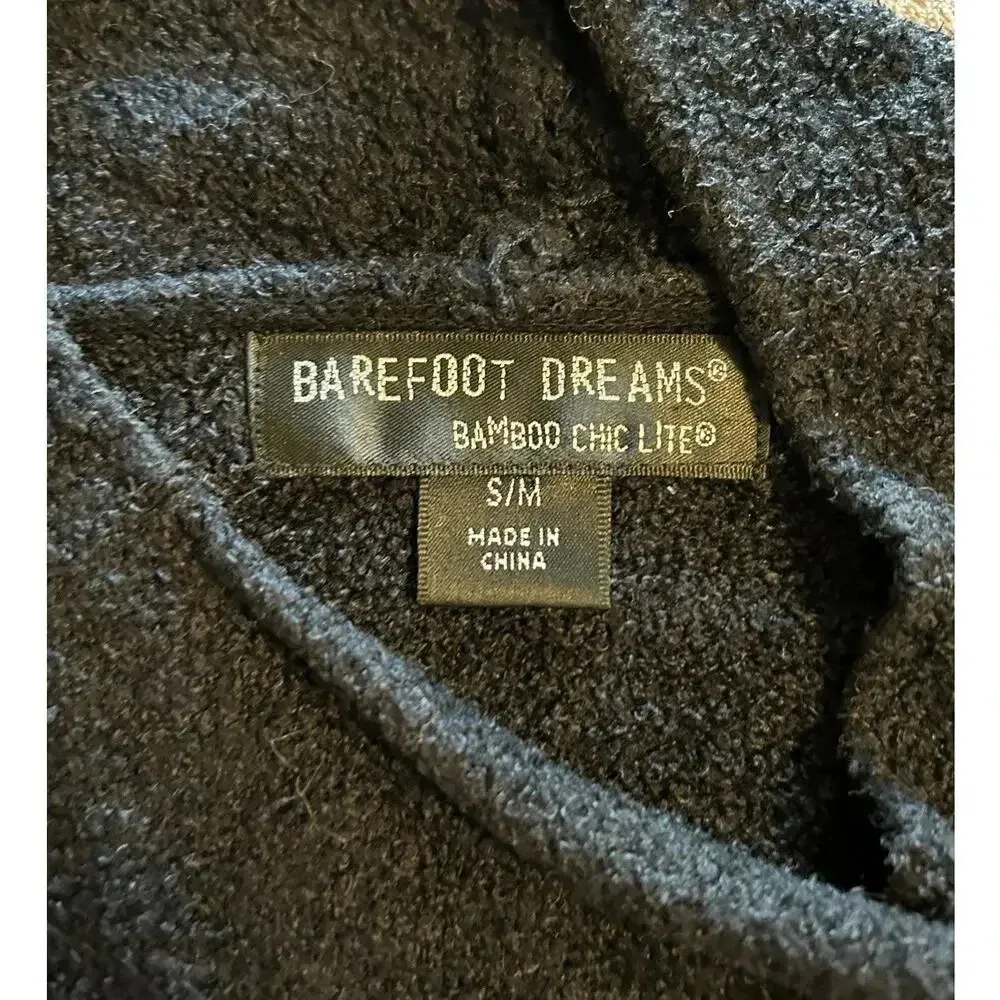 BAREFOOT DREAMS®
BAMBOO CHIC LITE®
S/M
MADE IN
CHINA